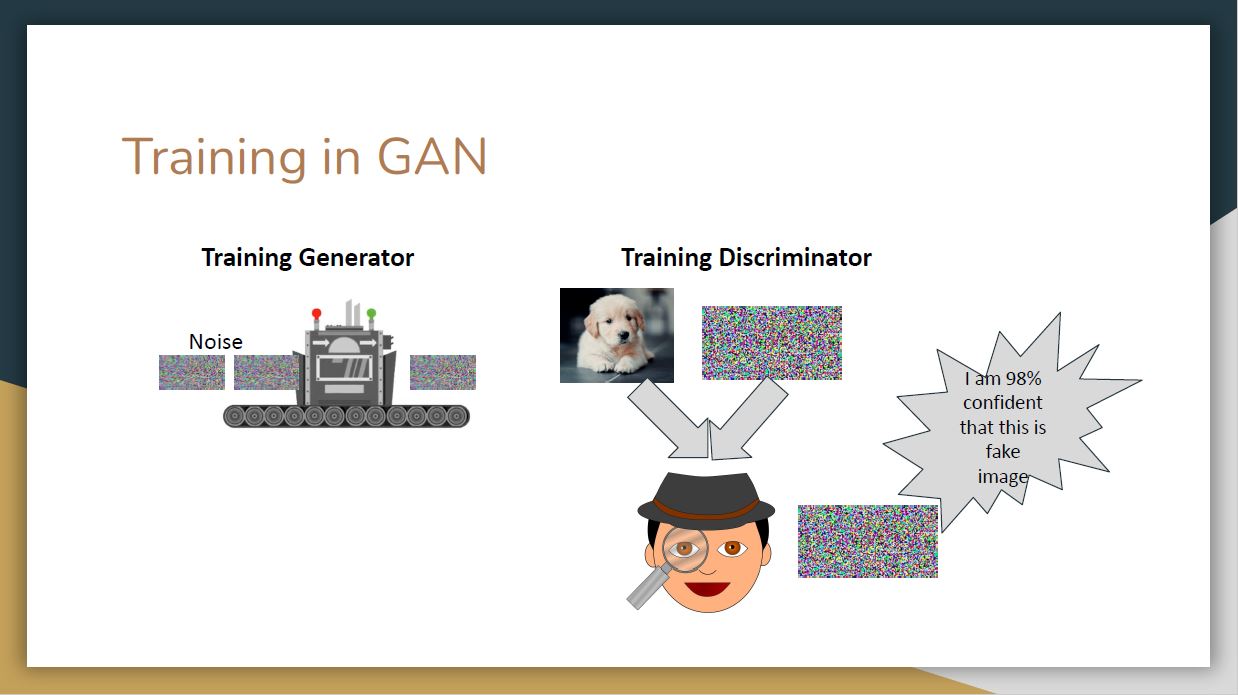 Training in GAN
Training Generator
Noise
Training Discriminator
I am 98%
confident
that this is
fake
image